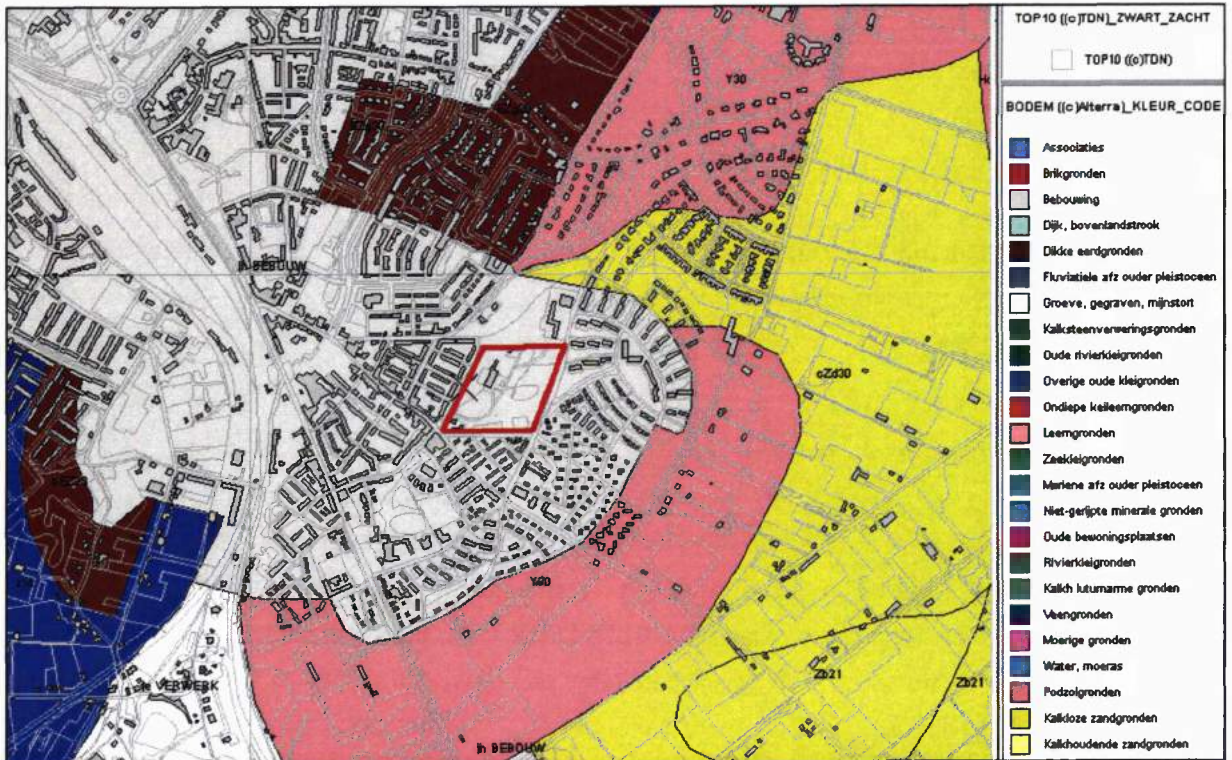 Y30
cZd30
Y30
Zb21
Zb21
h BEBOUW
h BEBOUW
h VERWERK
TOP10 ((c)TDN)_ZWART_ZACHT
TOP10 ((c)TDN)
BODEM ((c)Alterra)_KLEUR_CODE
Associaties
Brikgronden
Bebouwing
Dijk, bovenlandstrook
Dikke eerdgronden
Fluviatiele afz ouder pleistoceen
Groeve, gegraven, mijnstort
Kalksteenverweringsgronden
Oude rivierkleigronden
Overige oude kleigronden
Ondiepe keileemgronden
Leemgronden
Zeekleigronden
Mariene afz ouder pleistoceen
Niet-gerijpte minerale gronden
Oude bewoningsplaatsen
Rivierkleigronden
Kalkh lutumarme gronden
Veengronden
Moerige gronden
Water, moeras
Podzolgronden
Kalkloze zandgronden
Kalkhoudende zandgronden